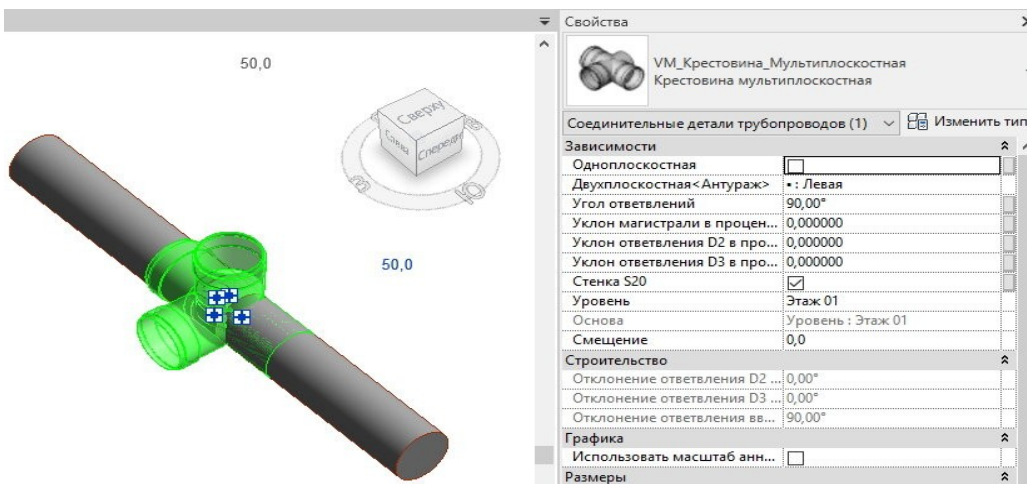 Свойства
50,0
VM_Крестовина_Мультиплоскостная
Крестовина мультиплоскостная
Сверху
Слева
Спереди
Ю
50,0
Соединительные детали трубопроводов (1)
Изменить тип
Зависимости
Одноплоскостная
Двухплоскостная<Антураж> ▪ : Левая
Угол ответвлений 90,00°
Уклон магистрали в процен... 0,000000
Уклон ответвления D2 в про... 0,000000
Уклон ответвления D3 в про... 0,000000
Стенка S20
Уровень Этаж 01
Основа Уровень : Этаж 01
Смещение 0,0
Строительство
Отклонение ответвления D2 ... 0,00°
Отклонение ответвления D3 ... 0,00°
Отклонение ответвления вв... 90,00°
Графика
Использовать масштаб анн...
Размеры